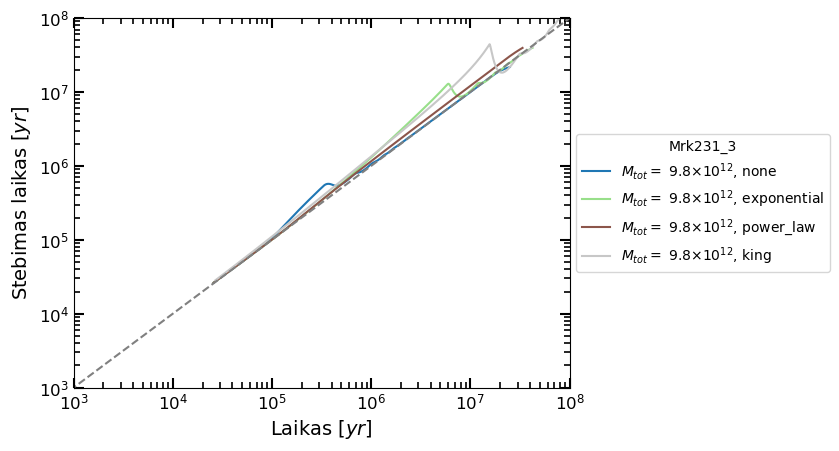 10^8
10^7
10^6
10^5
10^4
10^3
Stebimas laikas [yr]
10^3 10^4 10^5 10^6 10^7 10^8
Laikas [yr]
Mrk231_3
M_tot = 9.8×10^12, none
M_tot = 9.8×10^12, exponential
M_tot = 9.8×10^12, power_law
M_tot = 9.8×10^12, king